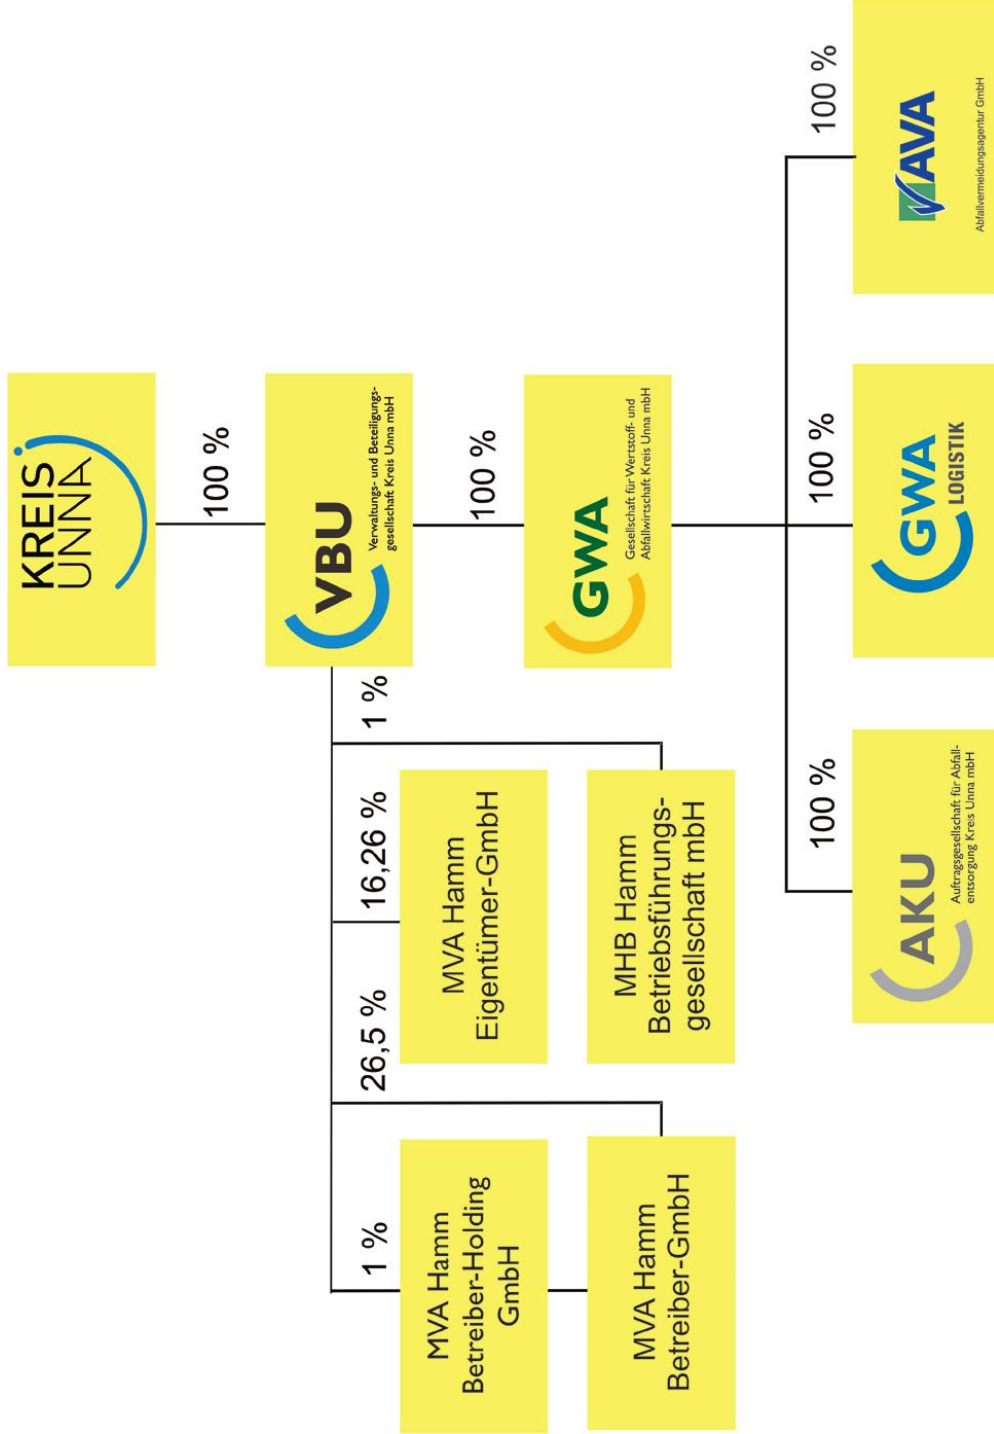 KREIS
UNNA
100 %
VBU
Verwaltungs- und Beteiligungs-
gesellschaft Kreis Unna mbH
1 %
26,5 %
16,26 %
1 %
100 %
MVA Hamm
Betreiber-Holding
GmbH
MVA Hamm
Eigentümer-GmbH
GWA
Gesellschaft für Wertstoff- und
Abfallwirtschaft Kreis Unna mbH
MVA Hamm
Betreiber-GmbH
MHB Hamm
Betriebsführungs-
gesellschaft mbH
100 %
100 %
100 %
AKU
Auftragsgesellschaft für Abfall-
entsorgung Kreis Unna mbH
GWA
LOGISTIK
AVA
Abfallvermeidungsagentur GmbH